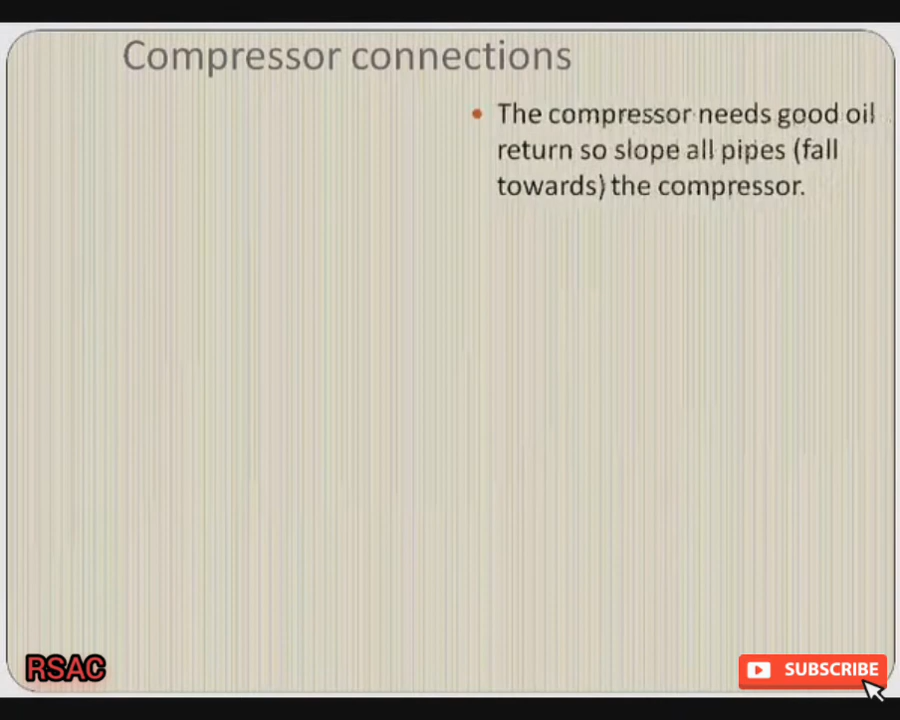 Compressor connections
• The compressor needs good oil
return so slope all pipes (fall
towards) the compressor.
RSAC
SUBSCRIBE